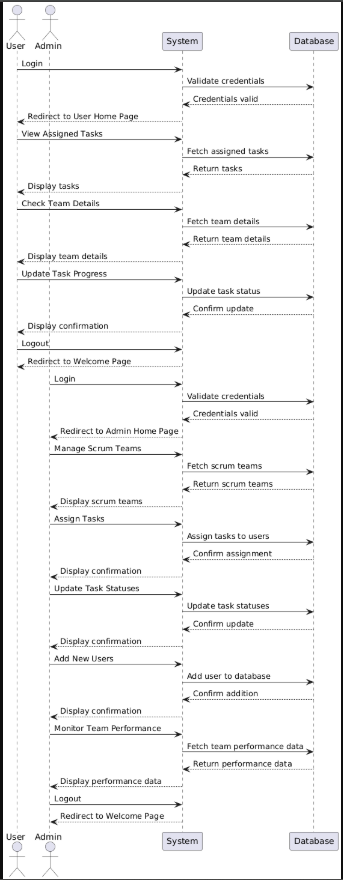 User
Admin
System
Database
Login
Validate credentials
Credentials valid
Redirect to User Home Page
View Assigned Tasks
Fetch assigned tasks
Return tasks
Display tasks
Check Team Details
Fetch team details
Return team details
Display team details
Update Task Progress
Update task status
Confirm update
Display confirmation
Logout
Redirect to Welcome Page
Login
Validate credentials
Credentials valid
Redirect to Admin Home Page
Manage Scrum Teams
Fetch scrum teams
Return scrum teams
Display scrum teams
Assign Tasks
Assign tasks to users
Confirm assignment
Display confirmation
Update Task Statuses
Update task statuses
Confirm update
Display confirmation
Add New Users
Add user to database
Confirm addition
Display confirmation
Monitor Team Performance
Fetch team performance data
Return performance data
Display performance data
Logout
Redirect to Welcome Page
User
Admin
System
Database